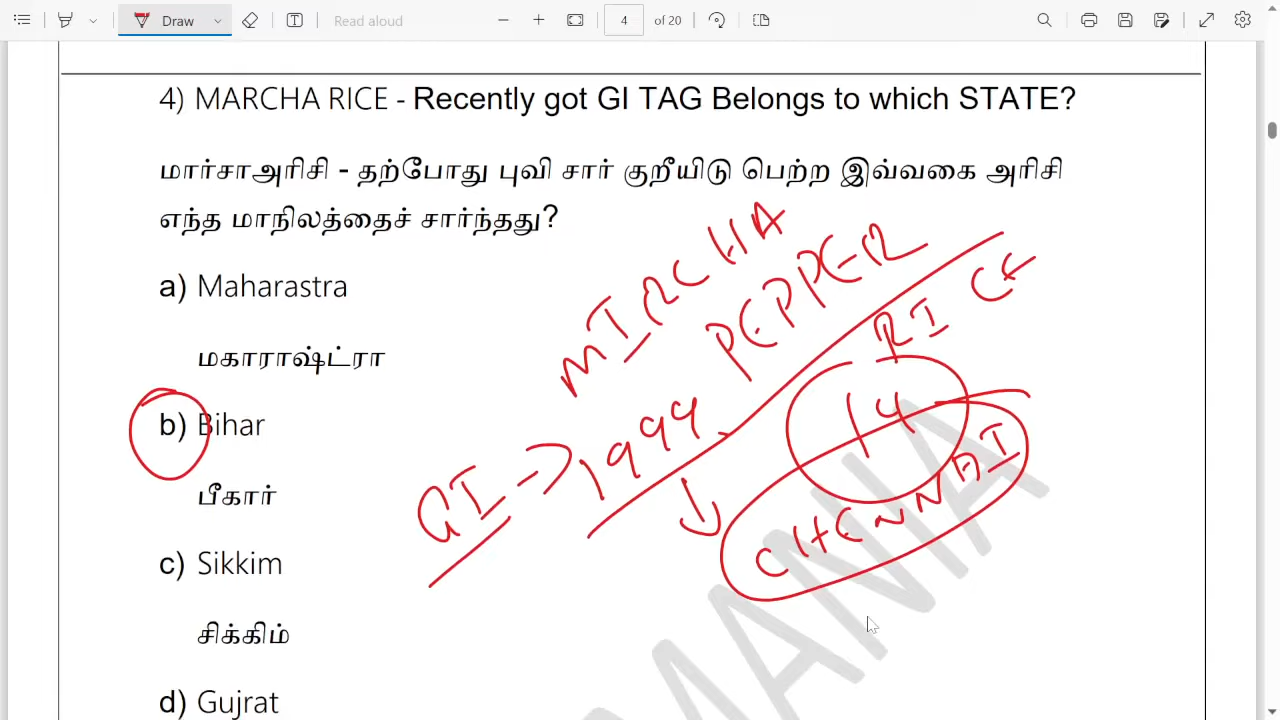 Draw
Read aloud
4
of 20
4) MARCHA RICE - Recently got GI TAG Belongs to which STATE?
மார்சாஅரிசி - தற்போது புவி சார் குறீயிடு பெற்ற இவ்வகை அரிசி
எந்த மாநிலத்தைச் சார்ந்தது?
MIRCHA
PEPPER
RICE
a) Maharastra
மகாராஷ்ட்ரா
14
b) Bihar
GI → 1999
CHENNAI
பீகார்
c) Sikkim
சிக்கிம்
d) Gujrat